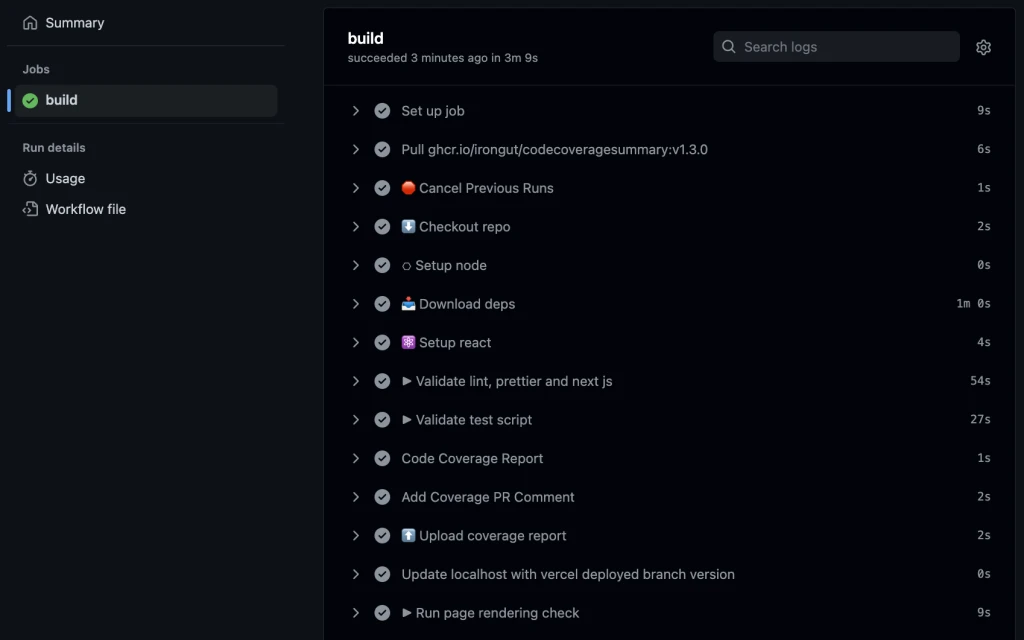 Summary
Jobs
build
Run details
Usage
Workflow file
build
succeeded 3 minutes ago in 3m 9s
Search logs
Set up job 9s
Pull ghcr.io/irongut/codecoveragesummary:v1.3.0 6s
🛑 Cancel Previous Runs 1s
⬇️ Checkout repo 2s
⎔ Setup node 0s
📥 Download deps 1m 0s
⚛️ Setup react 4s
▶ Validate lint, prettier and next js 54s
▶ Validate test script 27s
Code Coverage Report 1s
Add Coverage PR Comment 2s
⬆️ Upload coverage report 2s
Update localhost with vercel deployed branch version 0s
▶ Run page rendering check 9s